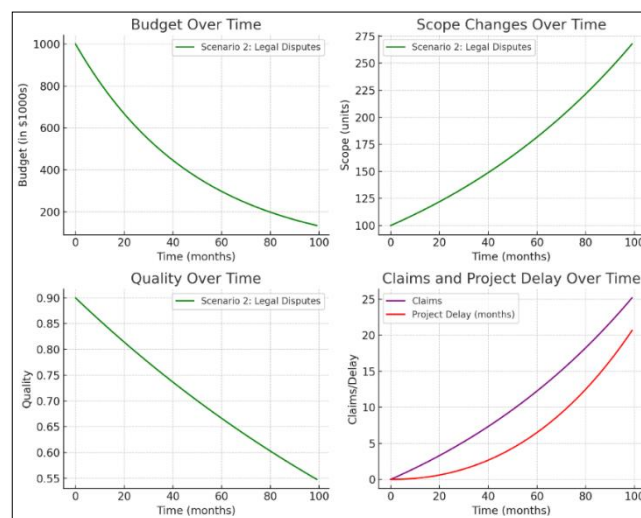 Budget Over Time
Scenario 2: Legal Disputes
Budget (in $1000s)
1000
800
600
400
200
0 20 40 60 80 100
Time (months)
Scope Changes Over Time
Scenario 2: Legal Disputes
Scope (units)
275
250
225
200
175
150
125
100
0 20 40 60 80 100
Time (months)
Quality Over Time
Scenario 2: Legal Disputes
Quality
0.90
0.85
0.80
0.75
0.70
0.65
0.60
0.55
0 20 40 60 80 100
Time (months)
Claims and Project Delay Over Time
Claims
Project Delay (months)
Claims/Delay
25
20
15
10
5
0
0 20 40 60 80 100
Time (months)